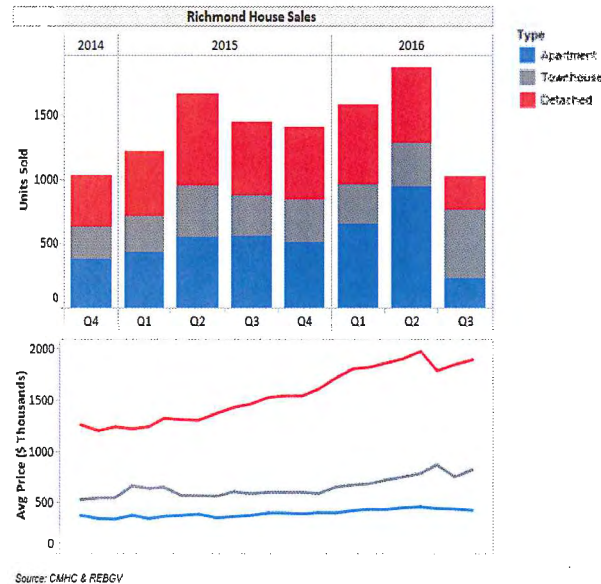 Richmond House Sales
2014 2015 2016
Type
Apartment
Townhouse
Detached
Units Sold
1500
1000
500
0
Q4 Q1 Q2 Q3 Q4 Q1 Q2 Q3
Avg Price ($ Thousands)
2000
1500
1000
500
0
Source: CMHC & REBGV